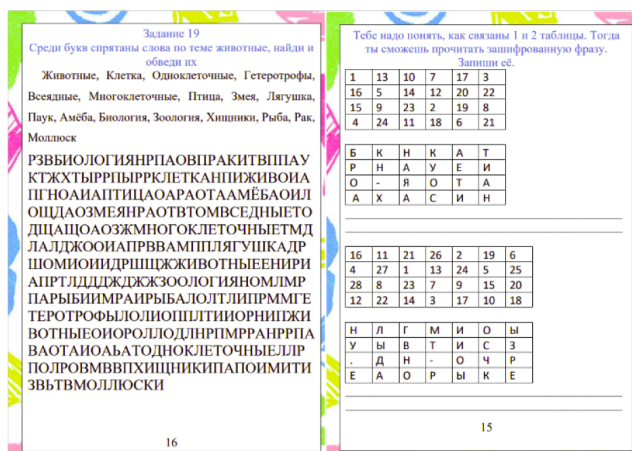 Задание 19
Среди букв спрятаны слова по теме животные, найди и
обведи их
Животные, Клетка, Одноклеточные, Гетеротрофы,
Всеядные, Многоклеточные, Птица, Змея, Лягушка,
Паук, Амёба, Биология, Зоология, Хищники, Рыба, Рак,
Моллюск
РЗВБИОЛОГИЯНРПАОВПРАКИТВППАУ
КТЖХТЫРРПЫРРКЛЕТКАНПИЖИВОИА
ПГНОАИАПТИЦАОАРАОТААМЁБАОИЛ
ОЩДАОЗМЕЯНРАОТВТОМВСЕДНЫЕТО
ДЩАЩОАОЗЖМНОГОКЛЕТОЧНЫЕТМД
ЛАЛДЖООИАПРВВАМППЛЯГУШКАДР
ШОМИОИИДРШЩЖЖИВОТНЫЕЕНИРИ
АПРТЛДДДЖДЖЖЗООЛОГИЯНОМЛМР
ПАРЫБИИМРАИРЫБАЛОЛТЛИПРММГЕ
ТЕРОТРОФЫЛОЛИОППЛТИИОРНИПЖИ
ВОТНЫЕОИОРОЛЛОДЛНРПМРРАНРРПА
ВАОТАИОАЬАТОДНОКЛЕТОЧНЫЕЛЛР
ПОЛРОВМВВПХИЩНИКИПАПОИМИТИ
ЗВЬТВМОЛЛЮСКИ
16
Тебе надо понять, как связаны 1 и 2 таблицы. Тогда
ты сможешь прочитать зашифрованную фразу.
Запиши её.
1 13 10 7 17 3
16 5 14 12 20 22
15 9 23 2 19 8
4 24 11 18 6 21
Б К Н К А Т
Р Н А У Е И
О - Я О Т А
А Х А С И Н
16 11 21 26 2 19 6
4 27 1 13 24 5 25
28 8 23 7 9 15 20
12 22 14 3 17 10 18
Н Л Г М И О Ы
У Ы В Т И С З
. Д Н - О Ч Р
Е А О Р Ы К Е
15